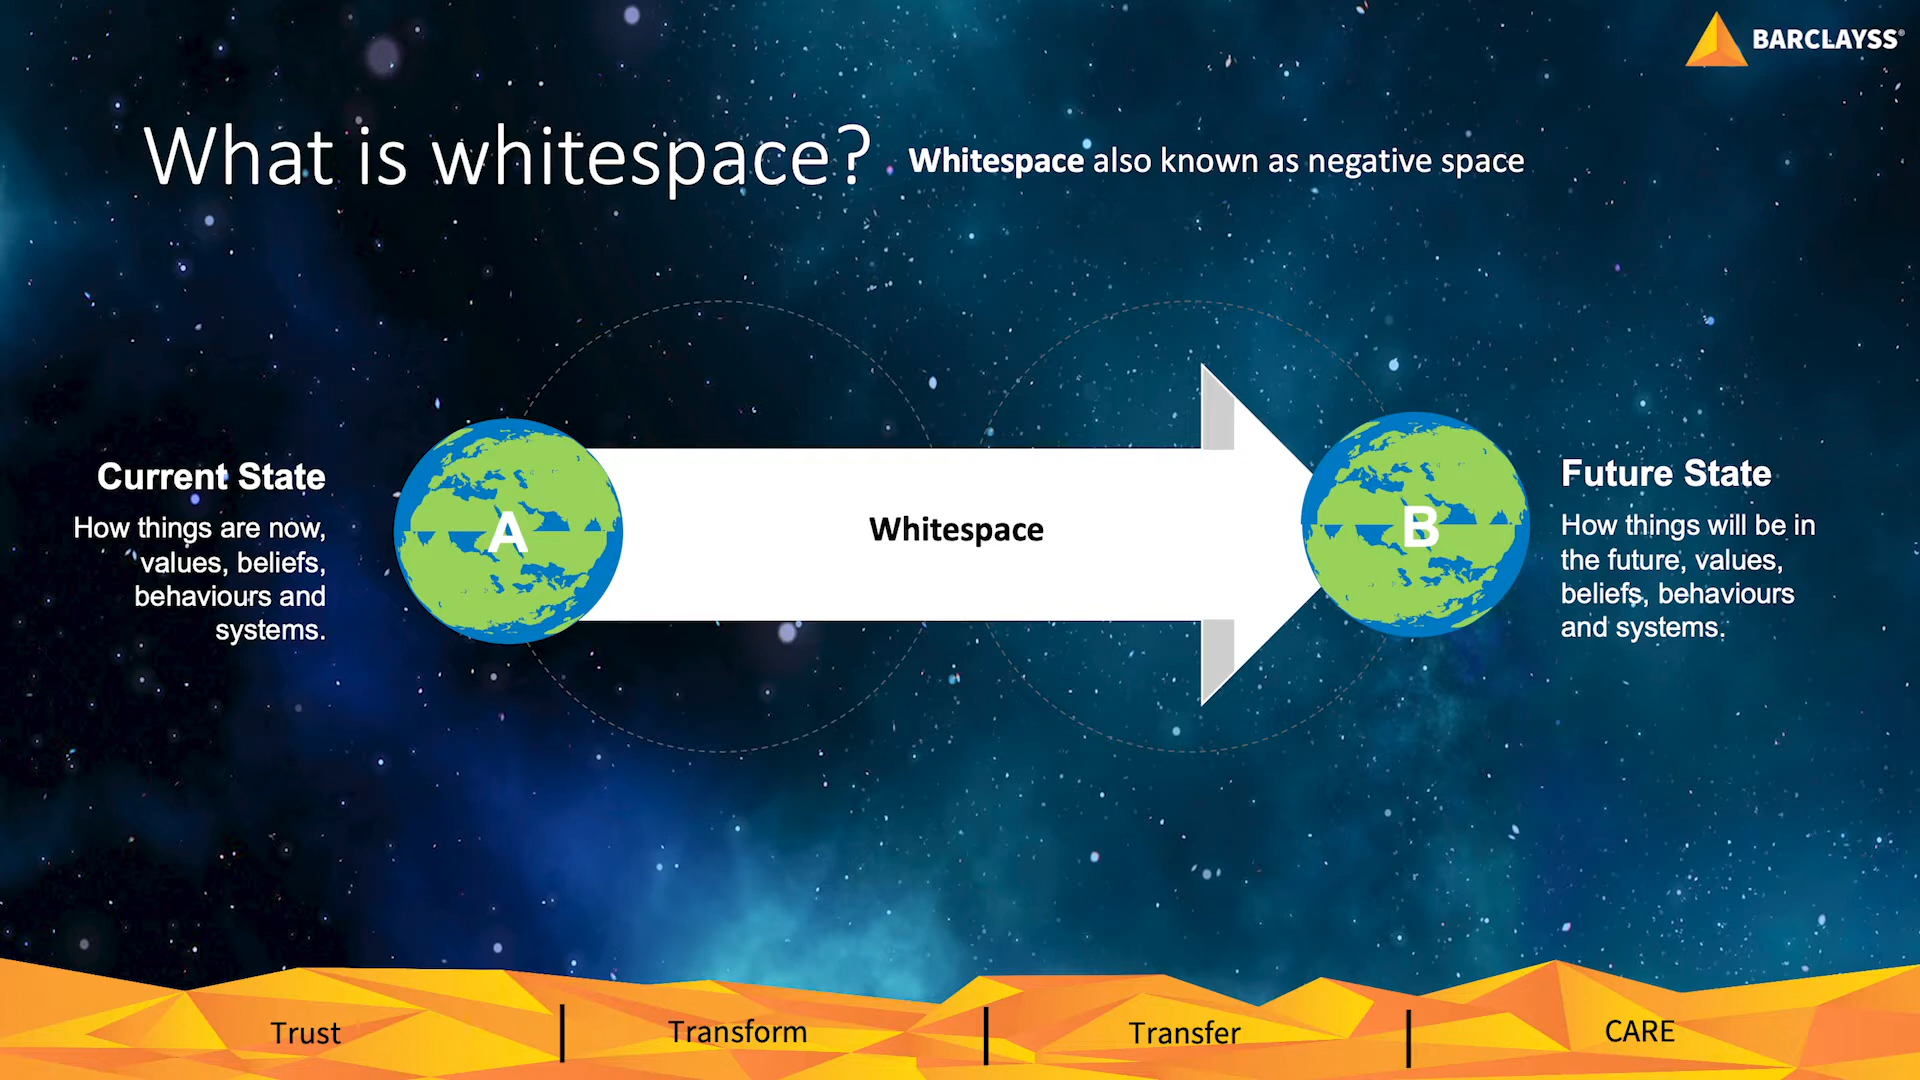 BARCLAYSS®
What is whitespace?
Whitespace also known as negative space
Current State
How things are now,
values, beliefs,
behaviours and
systems.
A
Whitespace
B
Future State
How things will be in
the future, values,
beliefs, behaviours
and systems.
Trust
Transform
Transfer
CARE